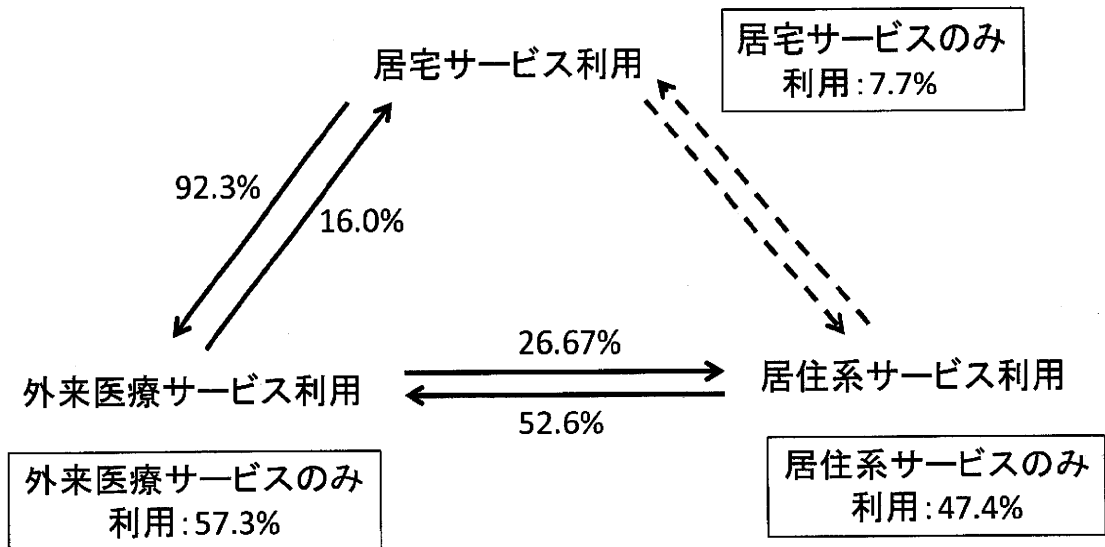 居宅サービス利用
居宅サービスのみ
利用:7.7%
92.3%
16.0%
26.67%
外来医療サービス利用
居住系サービス利用
52.6%
外来医療サービスのみ
利用:57.3%
居住系サービスのみ
利用:47.4%